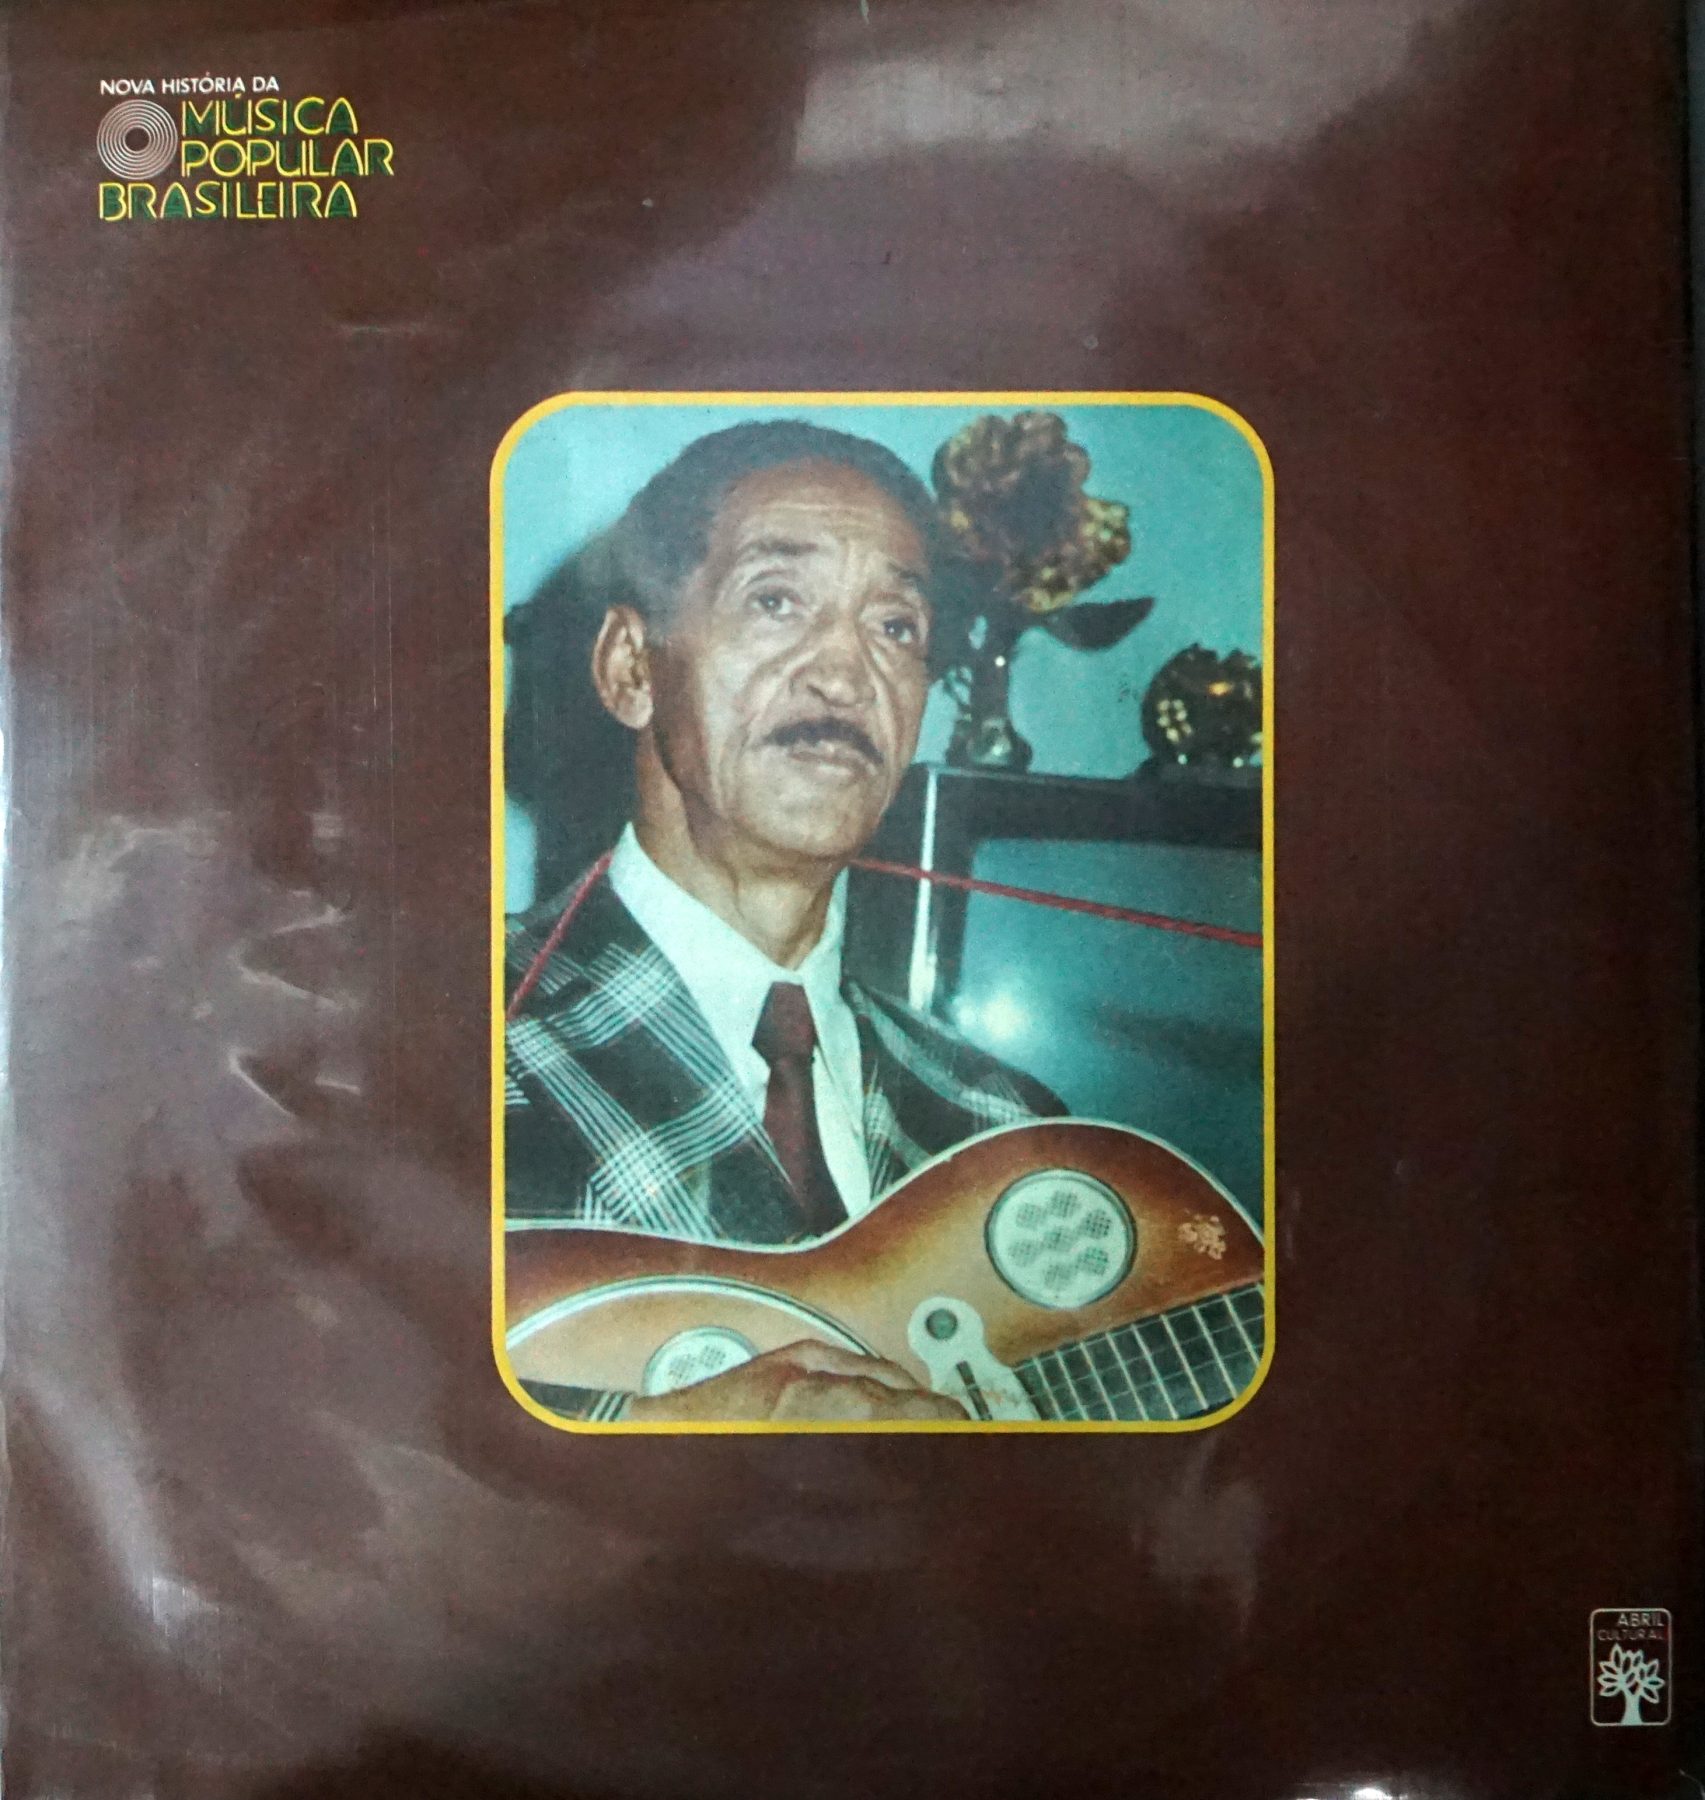 NOVA HISTÓRIA DA
MÚSICA
POPULAR
BRASILEIRA
ABRIL
CULTURAL